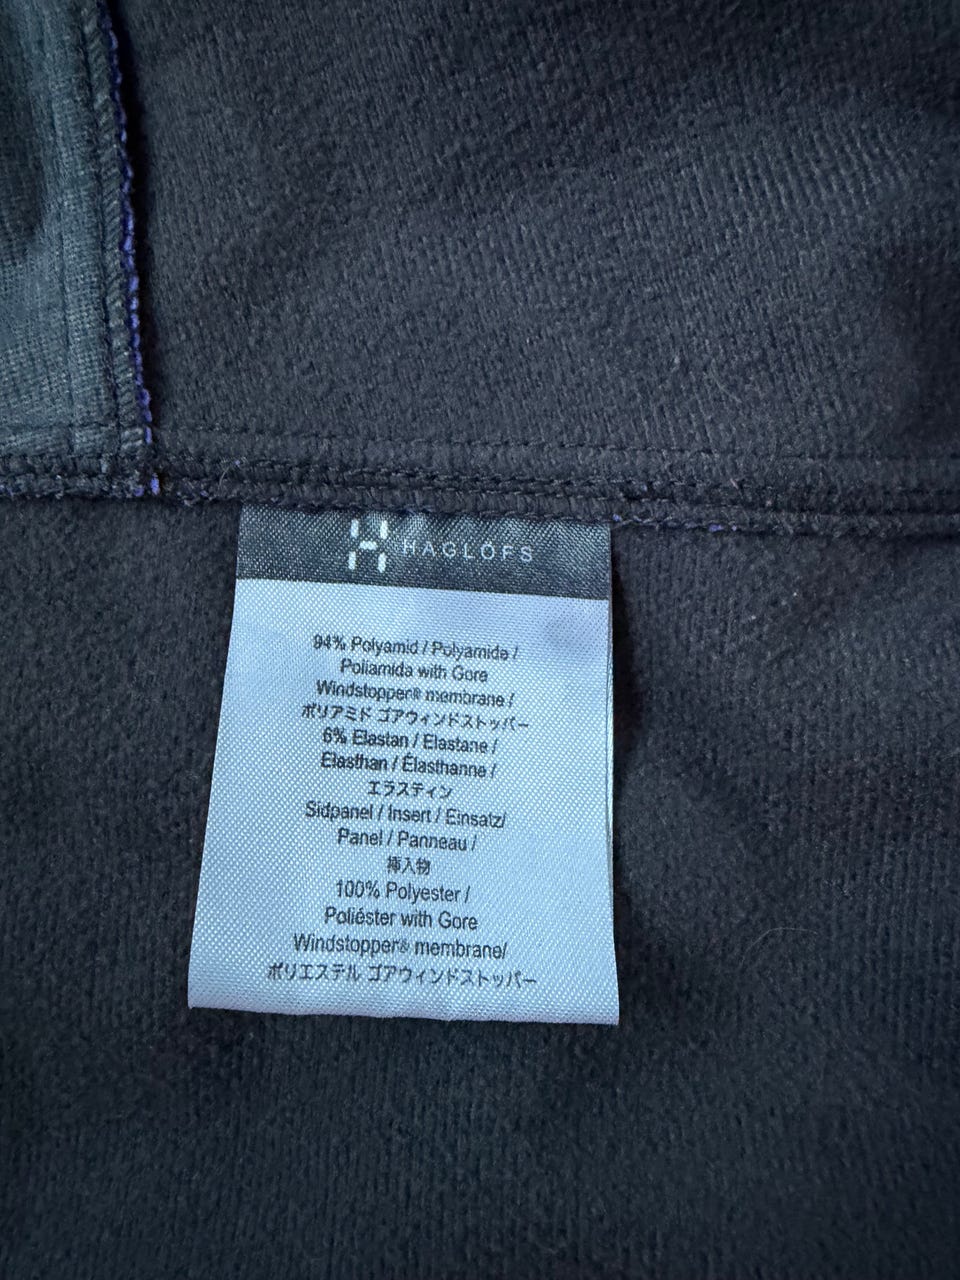 HAGLÖFS
94% Polyamid / Polyamide /
Poliamida with Gore
Windstopper® membrane /
ポリアミド ゴアウィンドストッパー
6% Elastan / Elastane /
Elasthan / Élasthanne /
エラスティン
Sidpanel / Insert / Einsatz/
Panel / Panneau /
挿入物
100% Polyester /
Poliéster with Gore
Windstopper® membrane/
ポリエステル ゴアウィンドストッパー